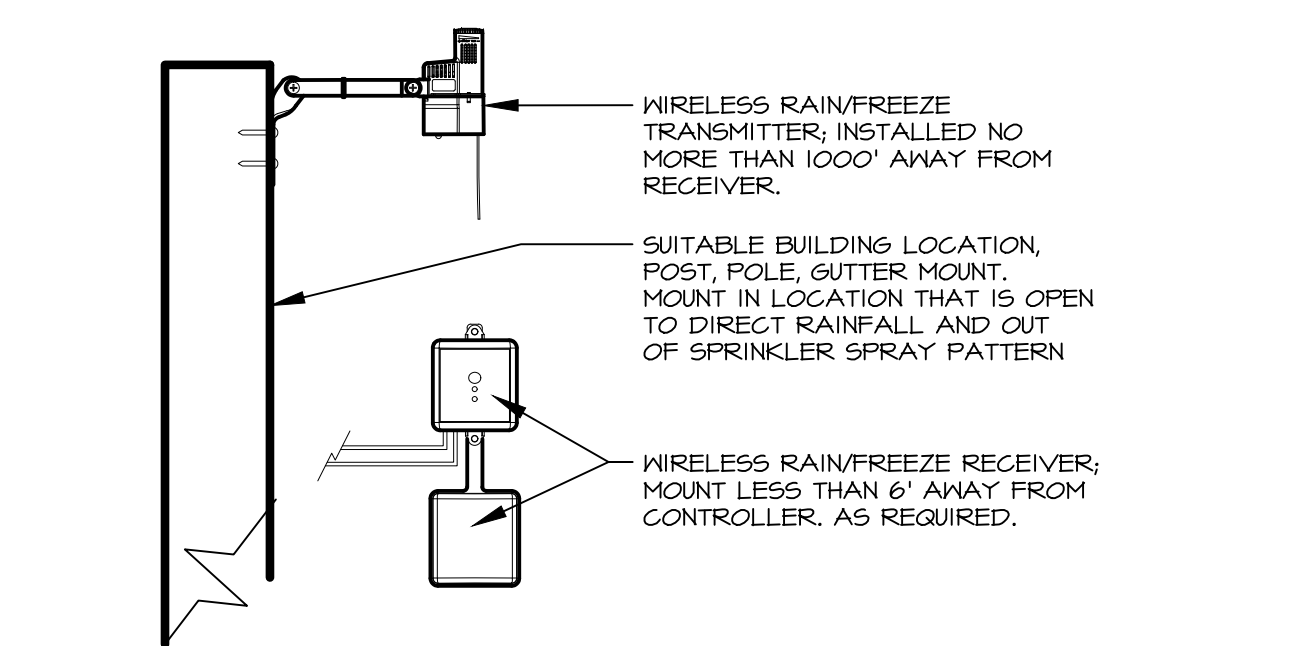 WIRELESS RAIN/FREEZE
TRANSMITTER; INSTALLED NO
MORE THAN 1000' AWAY FROM
RECEIVER.
SUITABLE BUILDING LOCATION,
POST, POLE, GUTTER MOUNT.
MOUNT IN LOCATION THAT IS OPEN
TO DIRECT RAINFALL AND OUT
OF SPRINKLER SPRAY PATTERN
WIRELESS RAIN/FREEZE RECEIVER;
MOUNT LESS THAN 6' AWAY FROM
CONTROLLER. AS REQUIRED.